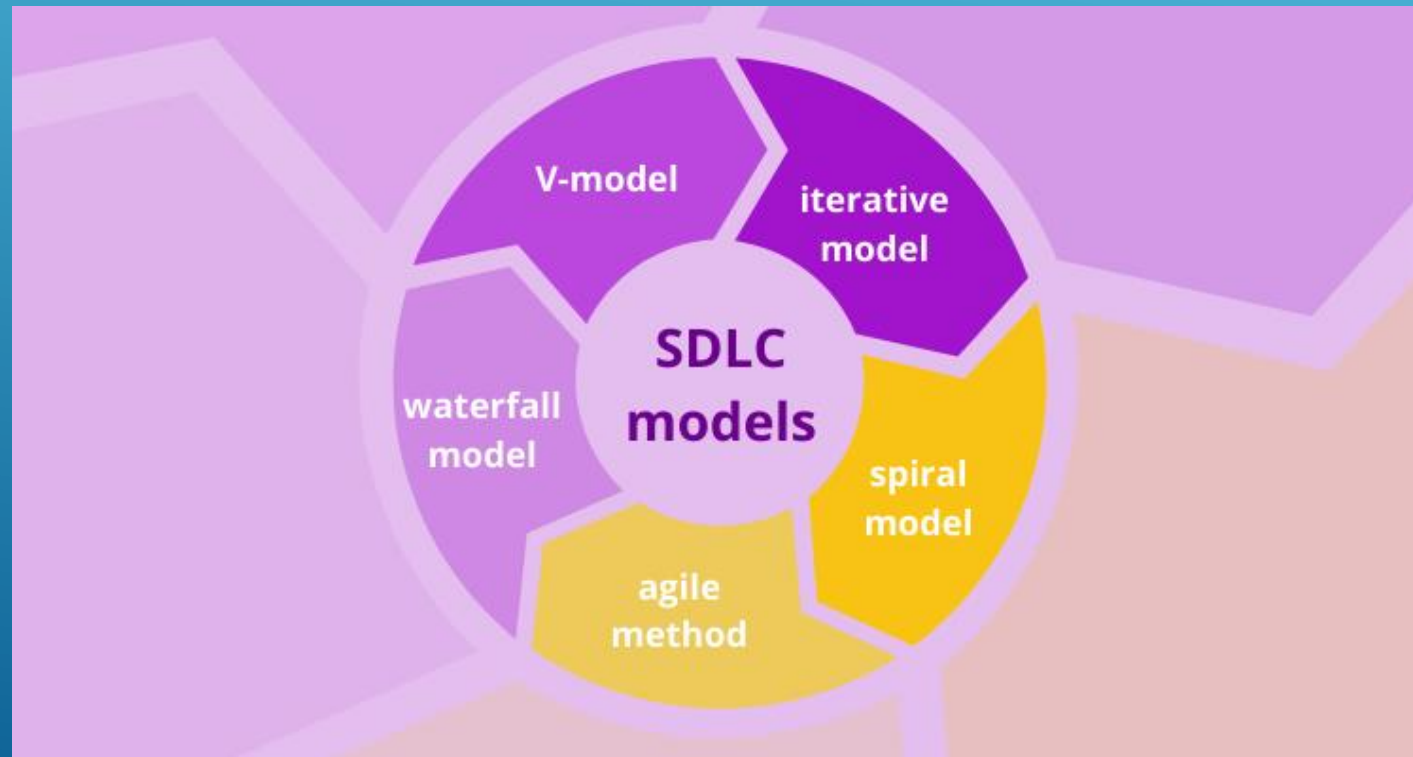 V-model
iterative
model
SDLC
models
waterfall
model
spiral
model
agile
method